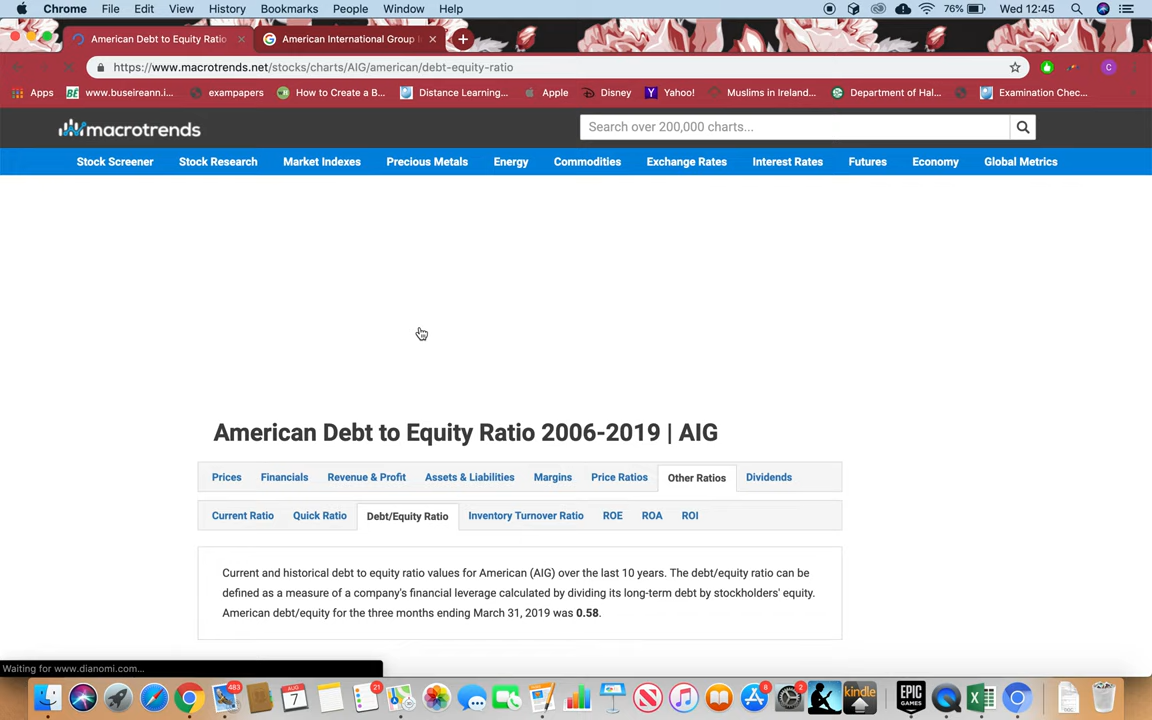 Chrome File Edit View History Bookmarks People Window Help 76% Wed 12:45
American Debt to Equity Ratio American International Group
https://www.macrotrends.net/stocks/charts/AIG/american/debt-equity-ratio C
Apps BE www.buseireann.i... exampapers How to Create a B... Distance Learning... Apple Disney Yahoo! Muslims in Ireland... Department of Hal... Examination Chec...
macrotrends Search over 200,000 charts...
Stock Screener Stock Research Market Indexes Precious Metals Energy Commodities Exchange Rates Interest Rates Futures Economy Global Metrics
American Debt to Equity Ratio 2006-2019 | AIG
Prices Financials Revenue & Profit Assets & Liabilities Margins Price Ratios Other Ratios Dividends
Current Ratio Quick Ratio Debt/Equity Ratio Inventory Turnover Ratio ROE ROA ROI
Current and historical debt to equity ratio values for American (AIG) over the last 10 years. The debt/equity ratio can be
defined as a measure of a company's financial leverage calculated by dividing its long-term debt by stockholders' equity.
American debt/equity for the three months ending March 31, 2019 was 0.58.
Waiting for www.dianomi.com...
483 AUG 7 21 8 2 kindle EPIC GAMES